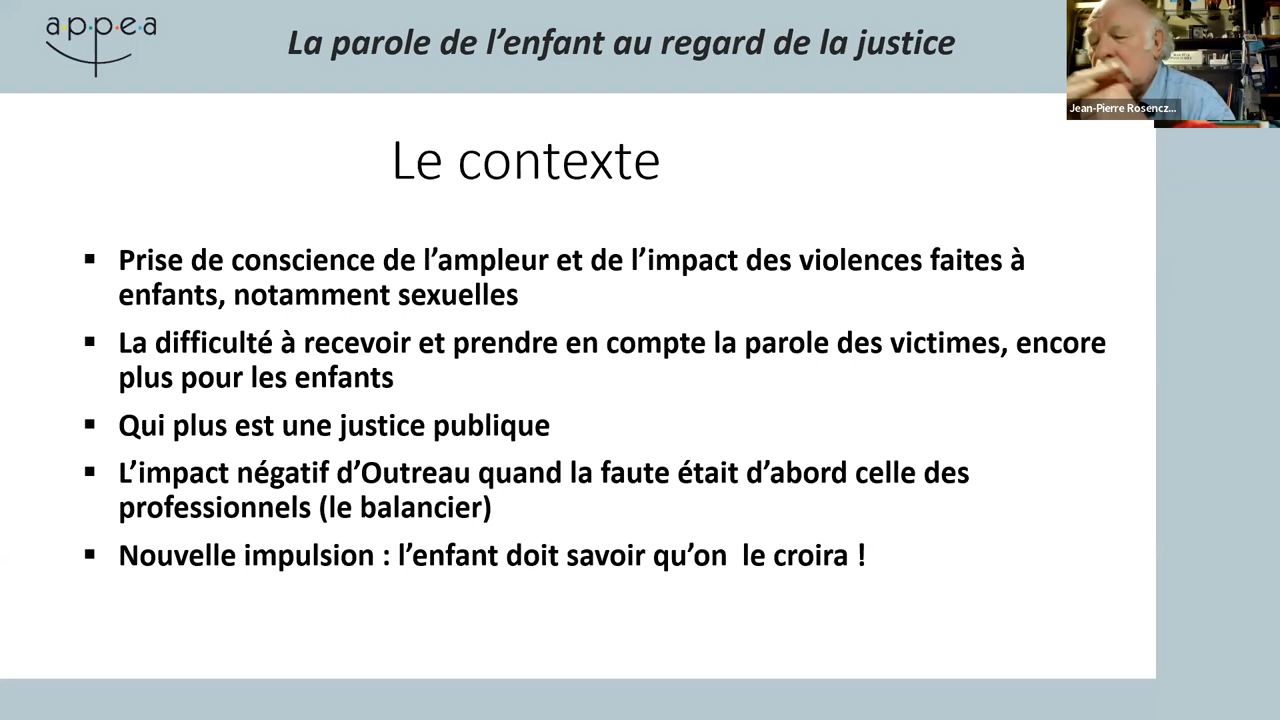 a·p·p·e·a
La parole de l’enfant au regard de la justice
Jean-Pierre Rosencz...
Le contexte
▪ Prise de conscience de l’ampleur et de l’impact des violences faites à
enfants, notamment sexuelles
▪ La difficulté à recevoir et prendre en compte la parole des victimes, encore
plus pour les enfants
▪ Qui plus est une justice publique
▪ L’impact négatif d’Outreau quand la faute était d’abord celle des
professionnels (le balancier)
▪ Nouvelle impulsion : l’enfant doit savoir qu’on  le croira !